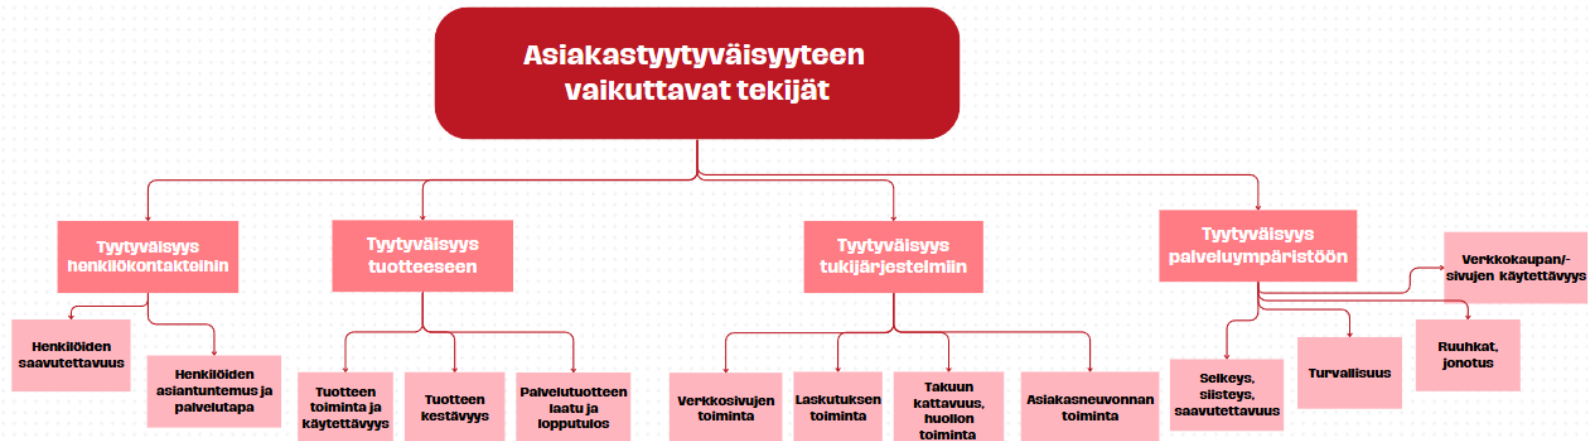 Asiakastyytyväisyyteen
vaikuttavat tekijät
Tyytyväisyys
henkilökontakteihin
Tyytyväisyys
tuotteeseen
Tyytyväisyys
tukijärjestelmiin
Tyytyväisyys
palveluympäristöön
Verkkokaupan/-
sivujen käytettävyys
Henkilöiden
saavutettavuus
Henkilöiden
asiantuntemus ja
palvelutapa
Tuotteen
toiminta ja
käytettävyys
Tuotteen
kestävyys
Palvelutuotteen
laatu ja
lopputulos
Verkkosivujen
toiminta
Laskutuksen
toiminta
Takuun
kattavuus,
huollon
toiminta
Asiakasneuvonnan
toiminta
Selkeys,
siisteys,
saavutettavuus
Turvallisuus
Ruuhkat,
jonotus